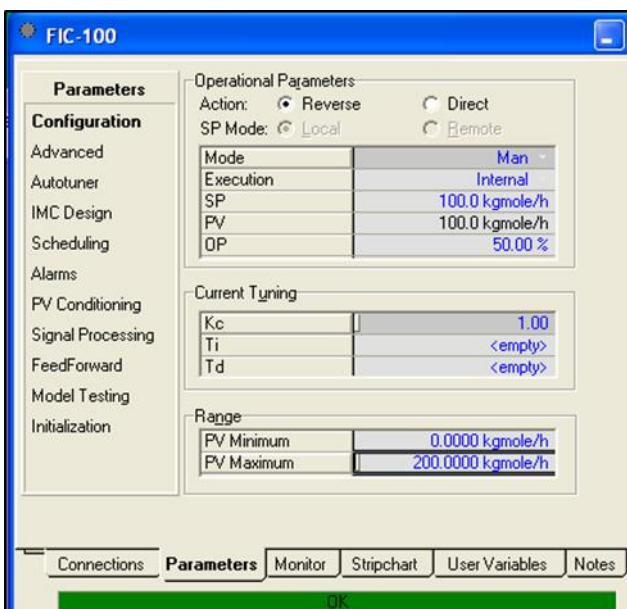 FIC-100
Parameters
Configuration
Advanced
Autotuner
IMC Design
Scheduling
Alarms
PV Conditioning
Signal Processing
FeedForward
Model Testing
Initialization
Operational Parameters
Action: Reverse Direct
SP Mode: Local Remote
Mode Man
Execution Internal
SP 100.0 kgmole/h
PV 100.0 kgmole/h
OP 50.00 %
Current Tuning
Kc 1.00
Ti <empty>
Td <empty>
Range
PV Minimum 0.0000 kgmole/h
PV Maximum 200.0000 kgmole/h
Connections Parameters Monitor Stripchart User Variables Notes
OK